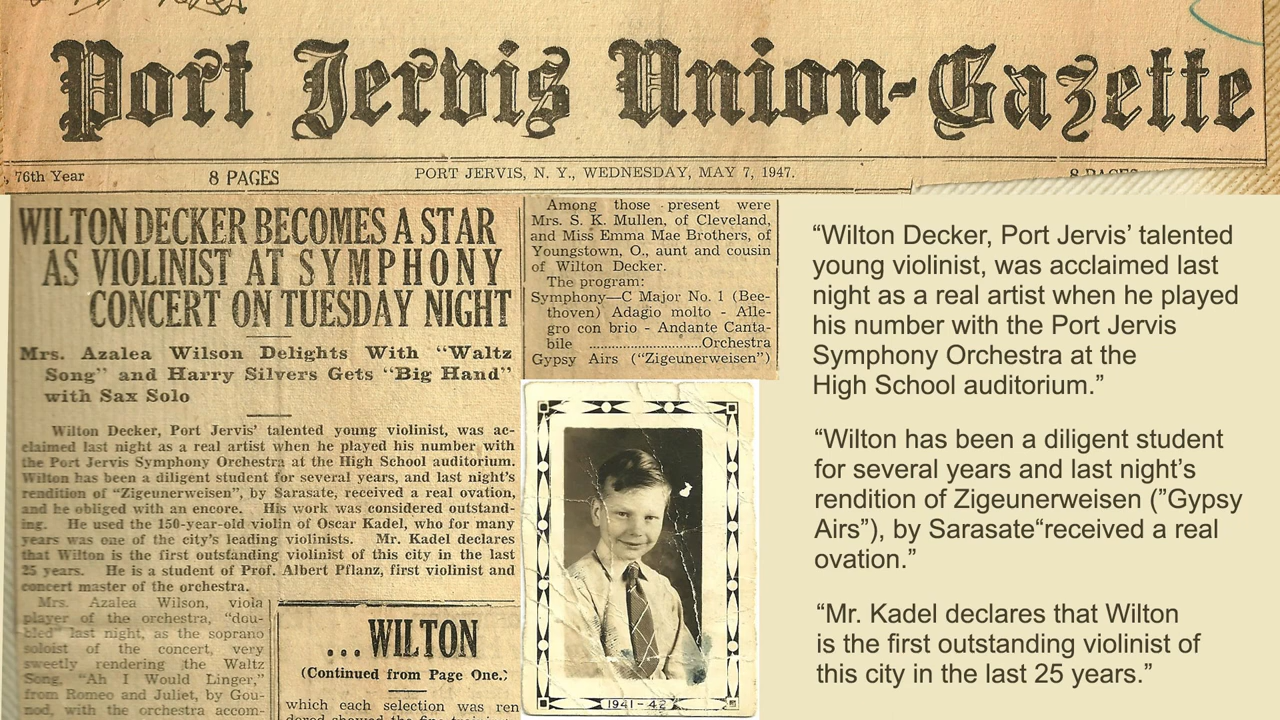 Port Jervis Union-Gazette
, 76th Year 8 PAGES PORT JERVIS, N. Y., WEDNESDAY, MAY 7, 1947. 8 PAGES
WILTON DECKER BECOMES A STAR
AS VIOLINIST AT SYMPHONY
CONCERT ON TUESDAY NIGHT
Mrs. Azalea Wilson Delights With “Waltz
Song” and Harry Silvers Gets “Big Hand”
with Sax Solo
Wilton Decker, Port Jervis’ talented young violinist, was ac-
claimed last night as a real artist when he played his number with
the Port Jervis Symphony Orchestra at the High School auditorium.
Wilton has been a diligent student for several years, and last night’s
rendition of “Zigeunerweisen”, by Sarasate, received a real ovation,
and he obliged with an encore. His work was considered outstand-
ing. He used the 150-year-old violin of Oscar Kadel, who for many
years was one of the city’s leading violinists. Mr. Kadel declares
that Wilton is the first outstanding violinist of this city in the last
25 years. He is a student of Prof. Albert Pflanz, first violinist and
concert master of the orchestra.
Mrs. Azalea Wilson, viola
player of the orchestra, “dou-
bled” last night, as the soprano
soloist of the concert, very
sweetly rendering the Waltz
Song, “Ah I Would Linger,”
from Romeo and Juliet, by Gou-
nod, with the orchestra accom-
... WILTON
(Continued from Page One.)
which each selection was ren
dered showed the fine training
Among those present were
Mrs. S. K. Mullen, of Cleveland,
and Miss Emma Mae Brothers, of
Youngstown, O., aunt and cousin
of Wilton Decker.
The program:
Symphony—C Major No. 1 (Bee-
thoven) Adagio molto - Alle-
gro con brio - Andante Canta-
bile ............................Orchestra
Gypsy Airs (“Zigeunerweisen”)
1941-42
“Wilton Decker, Port Jervis’ talented
young violinist, was acclaimed last
night as a real artist when he played
his number with the Port Jervis
Symphony Orchestra at the
High School auditorium.”
“Wilton has been a diligent student
for several years and last night’s
rendition of Zigeunerweisen (”Gypsy
Airs”), by Sarasate“received a real
ovation.”
“Mr. Kadel declares that Wilton
is the first outstanding violinist of
this city in the last 25 years.”